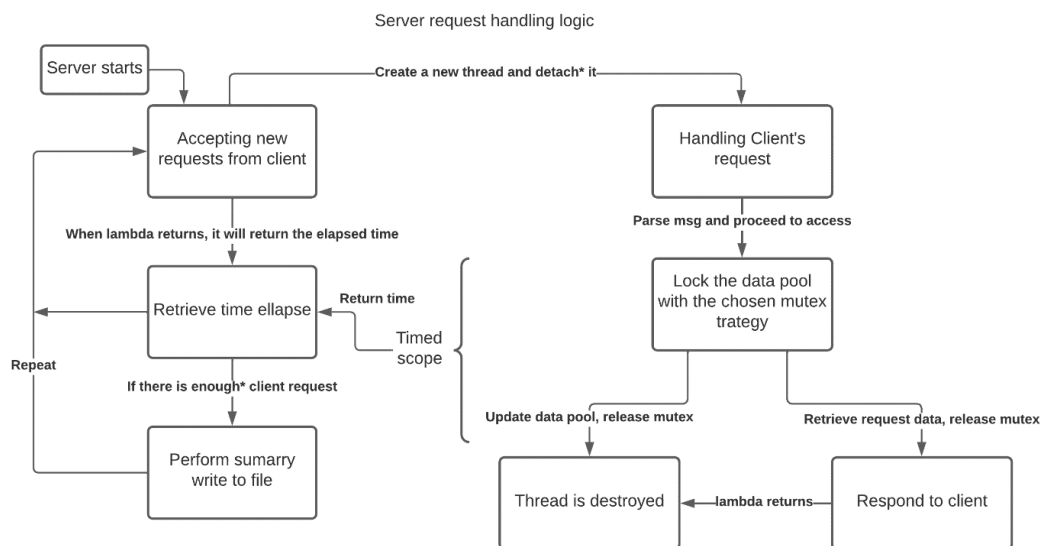 Server request handling logic
Server starts
Create a new thread and detach* it
Accepting new
requests from client
Handling Client's
request
Parse msg and proceed to access
When lambda returns, it will return the elapsed time
Lock the data pool
with the chosen mutex
trategy
Retrieve time ellapse
Return time
Timed
scope
Repeat
If there is enough* client request
Update data pool, release mutex
Retrieve request data, release mutex
Perform sumarry
write to file
Thread is destroyed
lambda returns
Respond to client